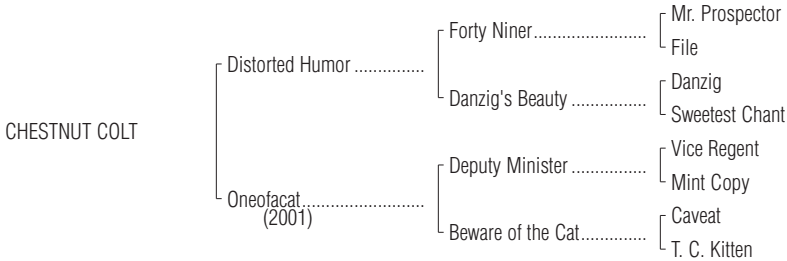 Mr. Prospector
Forty Niner.......................
File
Distorted Humor ...............
Danzig
Danzig's Beauty ................
Sweetest Chant
CHESTNUT COLT
Vice Regent
Deputy Minister ................
Mint Copy
Oneofacat..........................
(2001)
Caveat
Beware of the Cat..............
T. C. Kitten